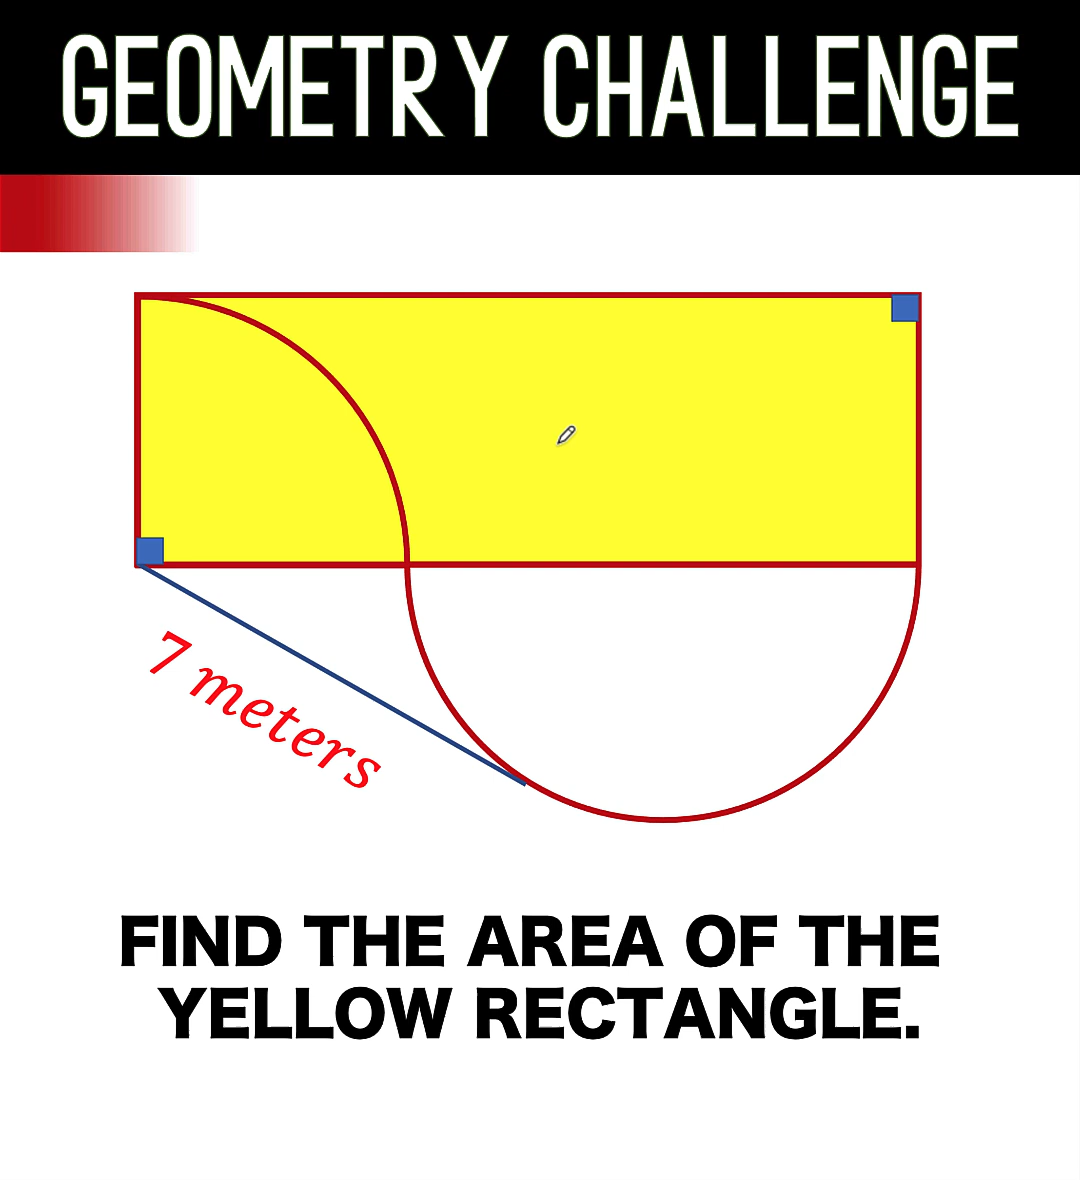 GEOMETRY CHALLENGE
7 meters
FIND THE AREA OF THE
YELLOW RECTANGLE.